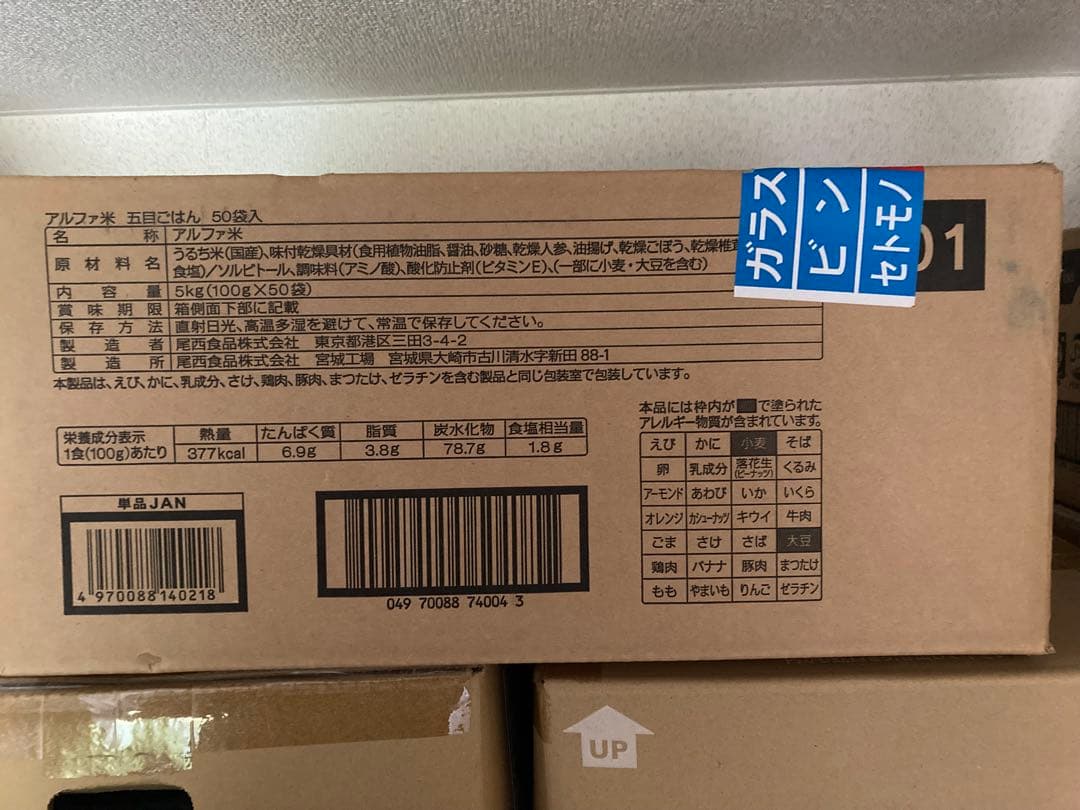 アルファ米 五目ごはん 50袋入
名称 アルファ米
原材料名 うるち米(国産)、味付乾燥具材(食用植物油脂、醤油、砂糖、乾燥人参、油揚げ、乾燥ごぼう、乾燥椎茸
食塩)/ソルビトール、調味料(アミノ酸)、酸化防止剤(ビタミンE)、(一部に小麦・大豆を含む)
内容量 5kg(100g×50袋)
賞味期限 箱側面下部に記載
保存方法 直射日光、高温多湿を避けて、常温で保存してください。
製造者 尾西食品株式会社 東京都港区三田3-4-2
製造所 尾西食品株式会社 宮城工場 宮城県大崎市古川清水字新田 88-1
本製品は、えび、かに、乳成分、さけ、鶏肉、豚肉、まつたけ、ゼラチンを含む製品と同じ包装室で包装しています。
ガラス
ビン
セトモノ
01
栄養成分表示
1食(100g)あたり
熱量 たんぱく質 脂質 炭水化物 食塩相当量
377kcal 6.9g 3.8g 78.7g 1.8g
単品JAN
4 970088 140218
049 70088 74004 3
本品には枠内が で塗られた
アレルギー物質が含まれています。
えび かに 小麦 そば
卵 乳成分 落花生(ピーナッツ) くるみ
アーモンド あわび いか いくら
オレンジ カシューナッツ キウイ 牛肉
ごま さけ さば 大豆
鶏肉 バナナ 豚肉 まつたけ
もも やまいも りんご ゼラチン
UP